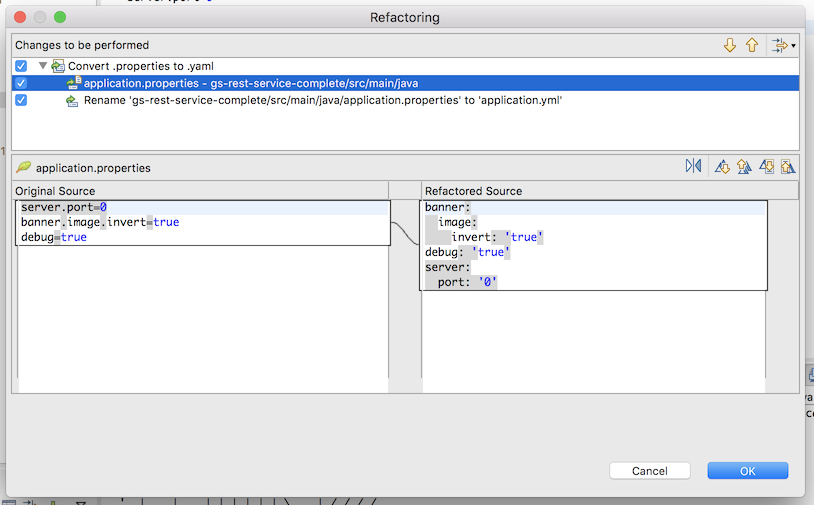 Refactoring
Changes to be performed
Convert .properties to .yaml
application.properties – gs-rest-service-complete/src/main/java
Rename 'gs-rest-service-complete/src/main/java/application.properties' to 'application.yml'
application.properties
Original Source
Refactored Source
server.port=0
banner.image.invert=true
debug=true
banner:
image:
invert: 'true'
debug: 'true'
server:
port: '0'
Cancel
OK